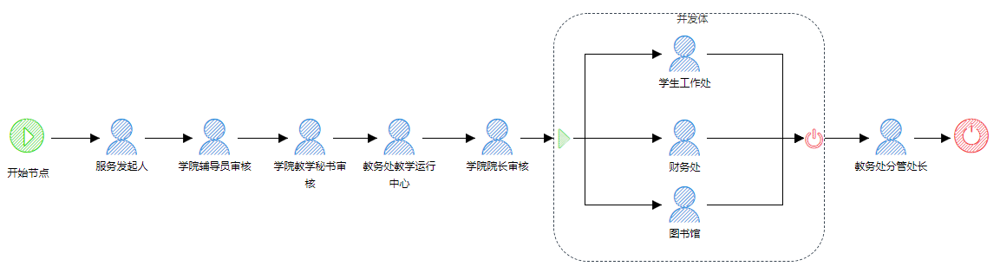 并发体
学生工作处
开始节点
服务发起人
学院辅导员审核
学院教学秘书审
核
教务处教学运行
中心
学院院长审核
财务处
教务处分管处长
图书馆